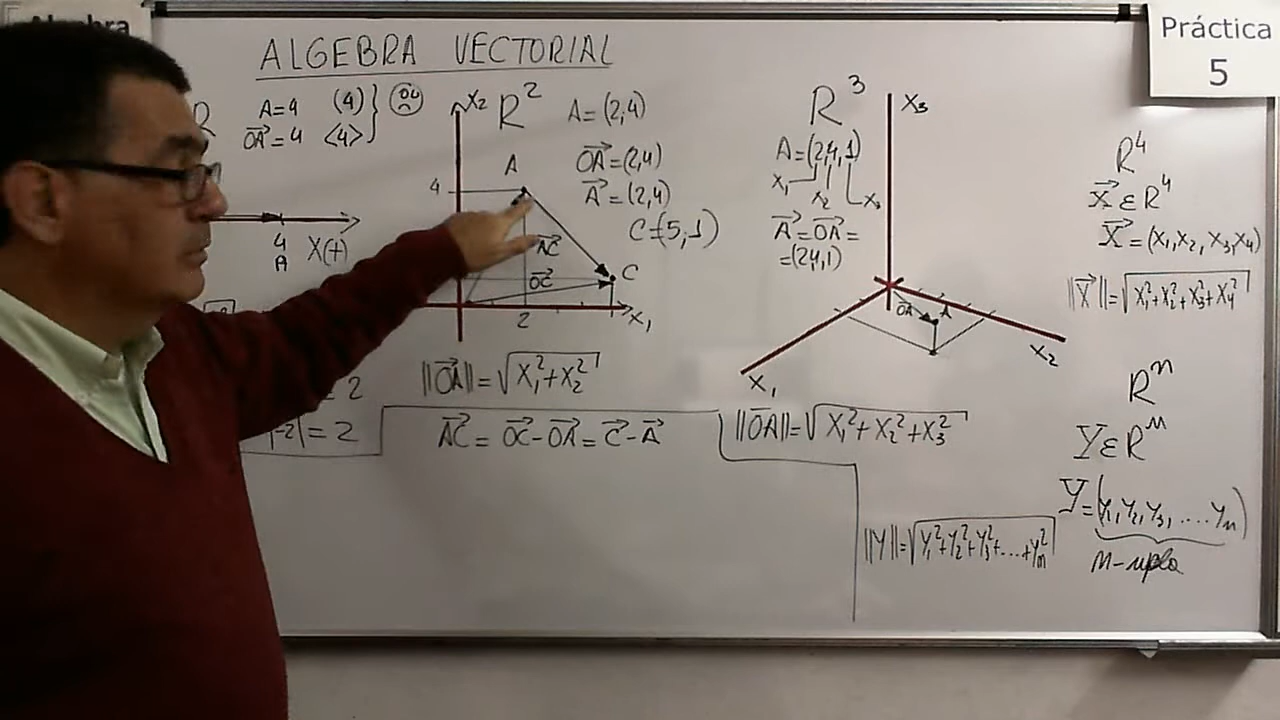 Algebra
Práctica
5
ALGEBRA VECTORIAL
R
A=4 (4)
OA⃗=4 <4>
4
A
X(+)
= 2
|-2|=2
X₂
R²
A=(2,4)
OA⃗=(2,4)
A⃗=(2,4)
C=(5,1)
A
4
AC⃗
OC⃗
C
2
X₁
||OA⃗||=√X₁²+X₂²
AC⃗= OC⃗-OA⃗= C⃗-A⃗
R³
X₃
A=(2,4,1)
X₁ X₂ X₃
A⃗=OA⃗=
=(2,4,1)
OA⃗
A
X₁
X₂
||OA⃗||=√X₁²+X₂²+X₃²
R⁴
X⃗ ε R⁴
X⃗=(X₁,X₂,X₃,X₄)
||X⃗||=√X₁²+X₂²+X₃²+X₄²
Rⁿ
Y ε Rⁿ
Y=(Y₁,Y₂,Y₃,....Yₙ)
n-upla
||Y||=√Y₁²+Y₂²+Y₃²+...+Yₙ²